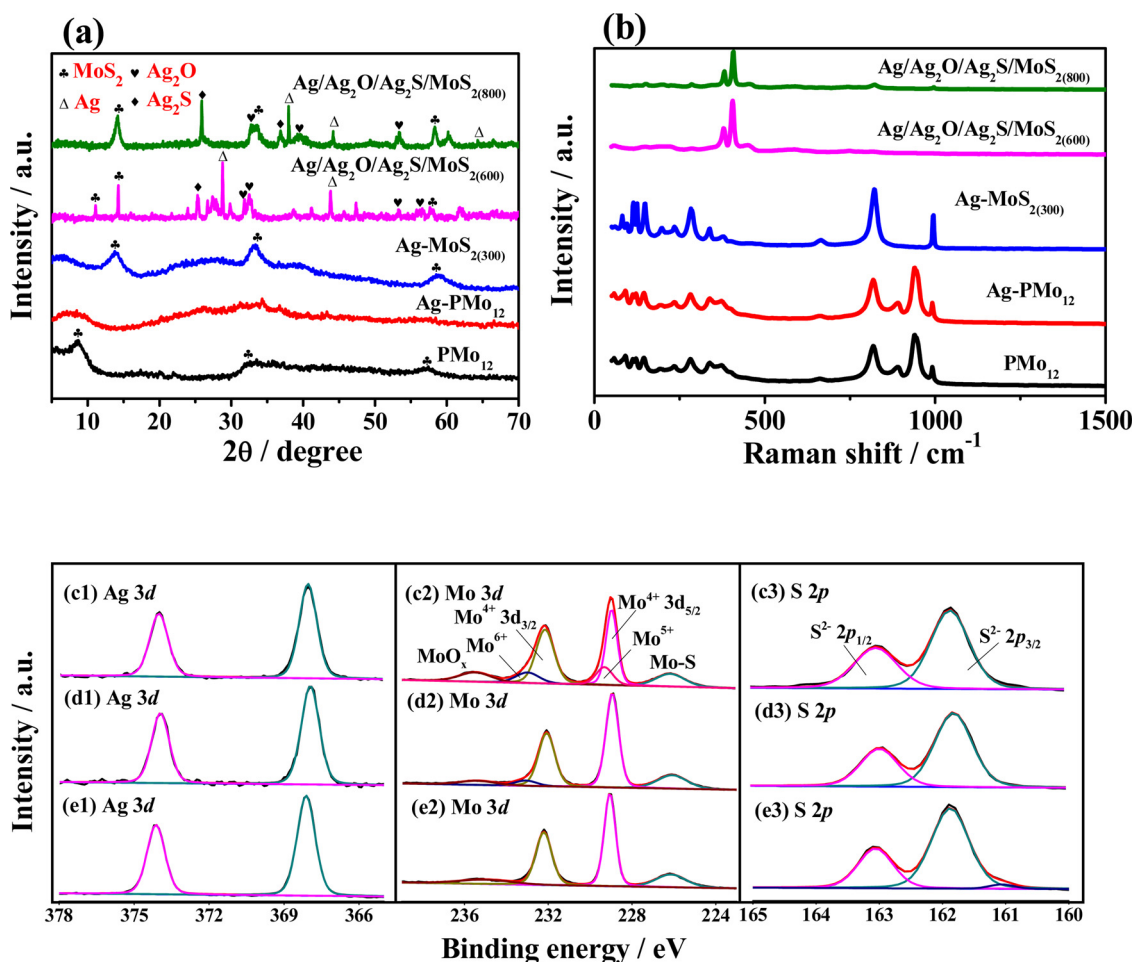 (a)
♣ MoS₂ ♥ Ag₂O
Δ Ag ♦ Ag₂S
Ag/Ag₂O/Ag₂S/MoS₂₍₈₀₀₎
Ag/Ag₂O/Ag₂S/MoS₂₍₆₀₀₎
Ag-MoS₂₍₃₀₀₎
Ag-PMo₁₂
PMo₁₂
Intensity / a.u.
10 20 30 40 50 60 70
2θ / degree
(b)
Ag/Ag₂O/Ag₂S/MoS₂₍₈₀₀₎
Ag/Ag₂O/Ag₂S/MoS₂₍₆₀₀₎
Ag-MoS₂₍₃₀₀₎
Ag-PMo₁₂
PMo₁₂
Intensity / a.u.
0 500 1000 1500
Raman shift / cm⁻¹
Intensity / a.u.
(c1) Ag 3d
(d1) Ag 3d
(e1) Ag 3d
378 375 372 369 366
(c2) Mo 3d
Mo⁴⁺ 3d₃/₂
Mo⁶⁺
MoOₓ
Mo⁴⁺ 3d₅/₂
Mo⁵⁺
Mo-S
(d2) Mo 3d
(e2) Mo 3d
236 232 228 224
(c3) S 2p
S²⁻ 2p₁/₂
S²⁻ 2p₃/₂
(d3) S 2p
(e3) S 2p
165 164 163 162 161 160
Binding energy / eV